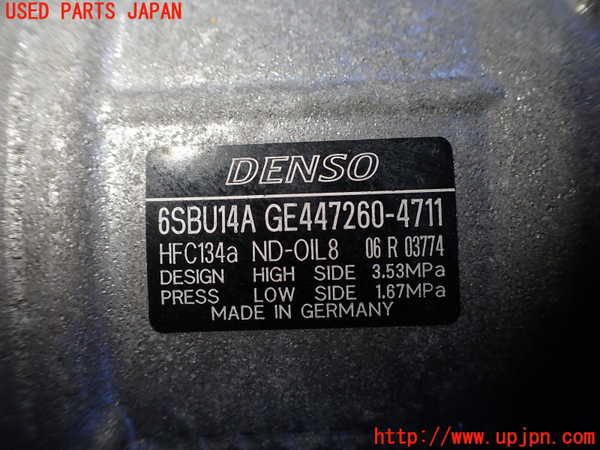 USED PARTS JAPAN
DENSO
6SBU14A GE447260-4711
HFC134a ND-OIL8 06 R 03774
DESIGN HIGH SIDE 3.53MPa
PRESS LOW SIDE 1.67MPa
MADE IN GERMANY
http://www.upjpn.com/